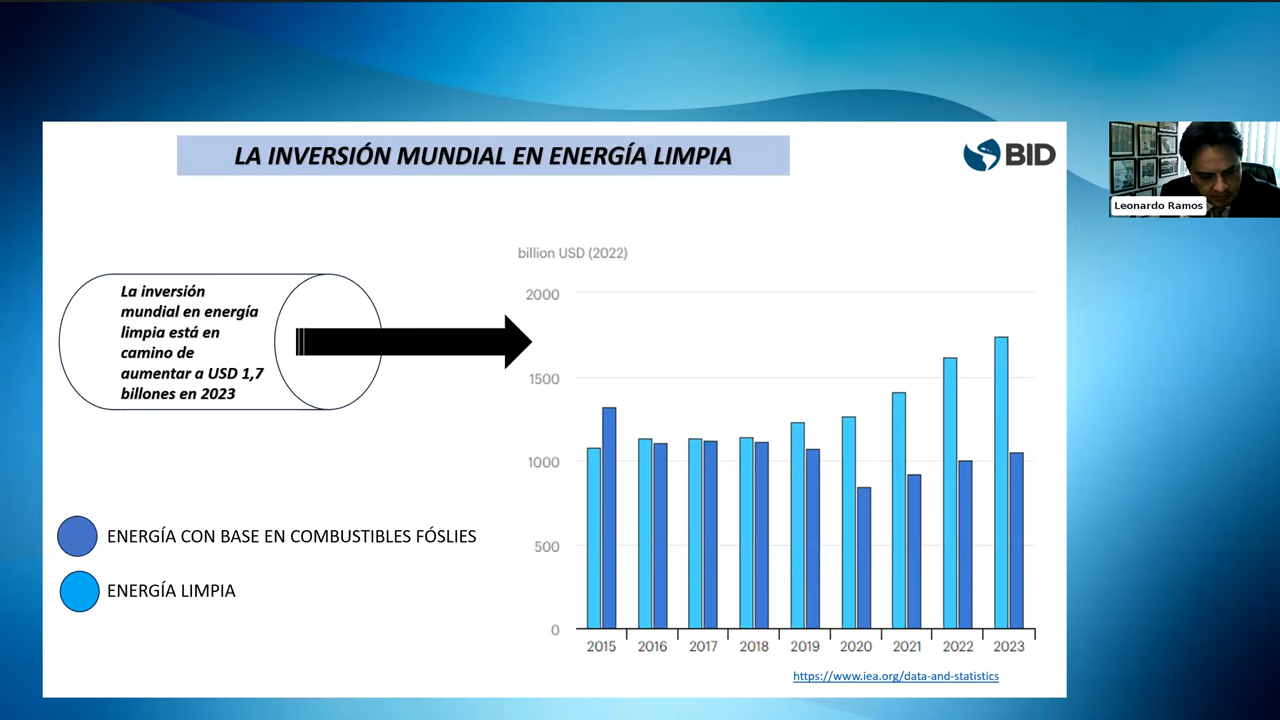 LA INVERSIÓN MUNDIAL EN ENERGÍA LIMPIA
BID
Leonardo Ramos
billion USD (2022)
La inversión
mundial en energía
limpia está en
camino de
aumentar a USD 1,7
billones en 2023
2000
1500
1000
500
0
ENERGÍA CON BASE EN COMBUSTIBLES FÓSLIES
ENERGÍA LIMPIA
2015 2016 2017 2018 2019 2020 2021 2022 2023
https://www.iea.org/data-and-statistics